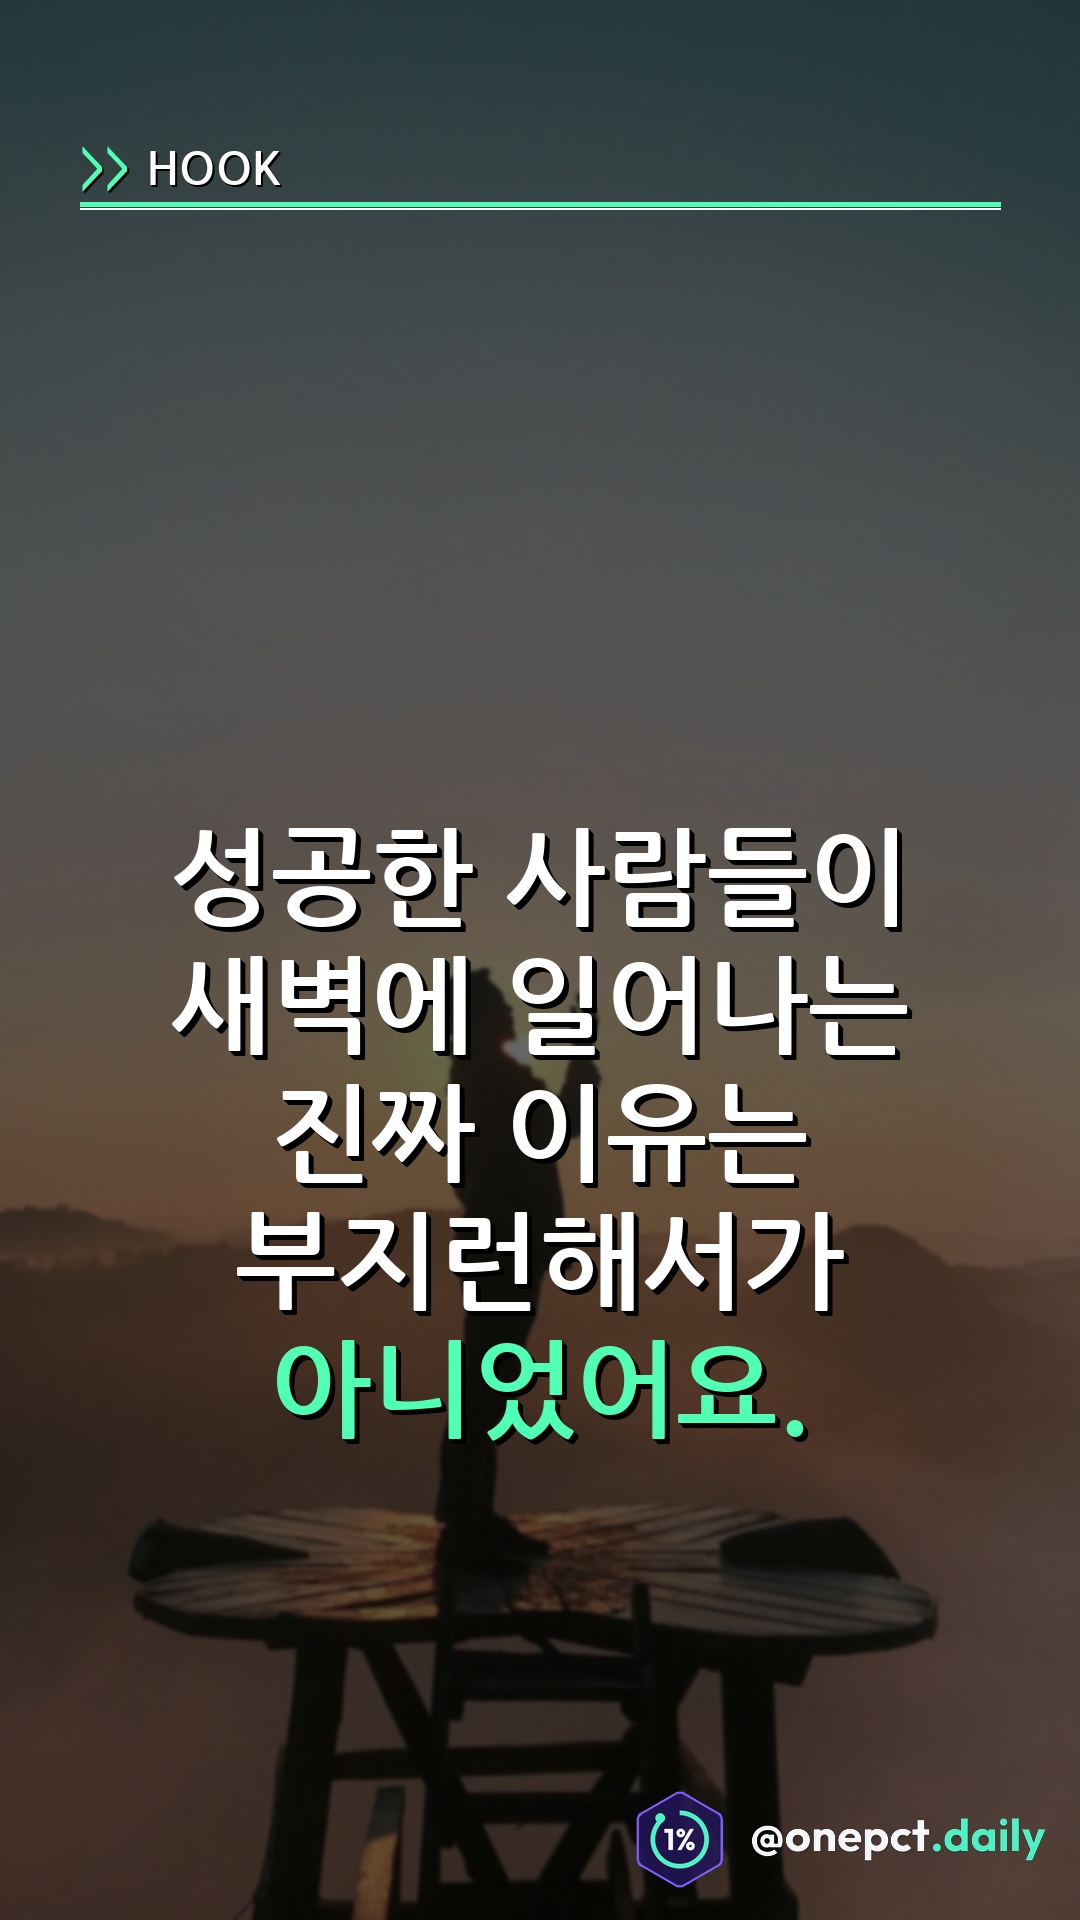 HOOK
성공한 사람들이
새벽에 일어나는
진짜 이유는
부지런해서가
아니었어요.
1%
@onepct.daily